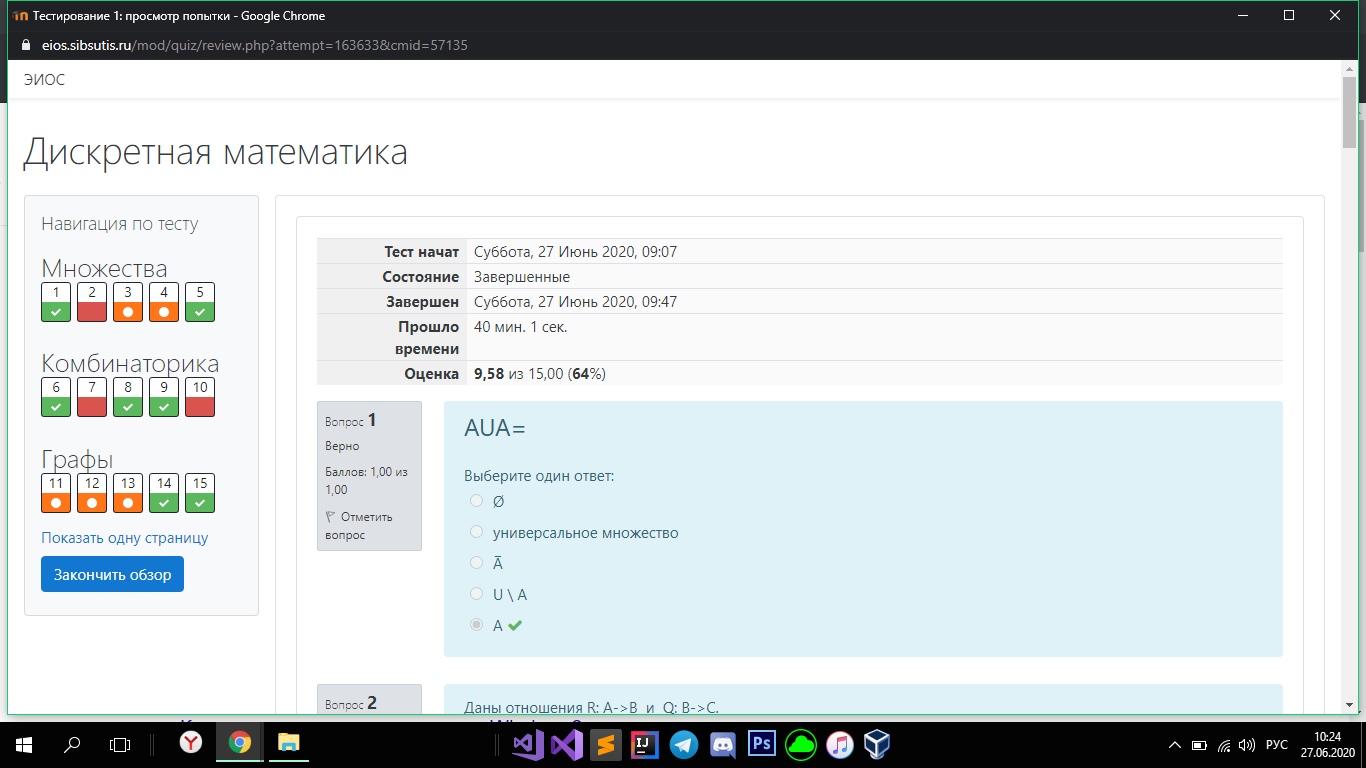 Тестирование 1: просмотр попытки - Google Chrome
eios.sibsutis.ru/mod/quiz/review.php?attempt=163633&cmid=57135
ЭИОС
Дискретная математика
Навигация по тесту
Множества
1 2 3 4 5
Комбинаторика
6 7 8 9 10
Графы
11 12 13 14 15
Показать одну страницу
Закончить обзор
Тест начат Суббота, 27 Июнь 2020, 09:07
Состояние Завершенные
Завершен Суббота, 27 Июнь 2020, 09:47
Прошло 40 мин. 1 сек.
времени
Оценка 9,58 из 15,00 (64%)
Вопрос 1
Верно
Баллов: 1,00 из
1,00
Отметить
вопрос
AUA=
Выберите один ответ:
Ø
универсальное множество
A̅
U \ A
A
Вопрос 2
Даны отношения R: A->B и Q: B->C.
IJ
Ps
РУС
10:24
27.06.2020